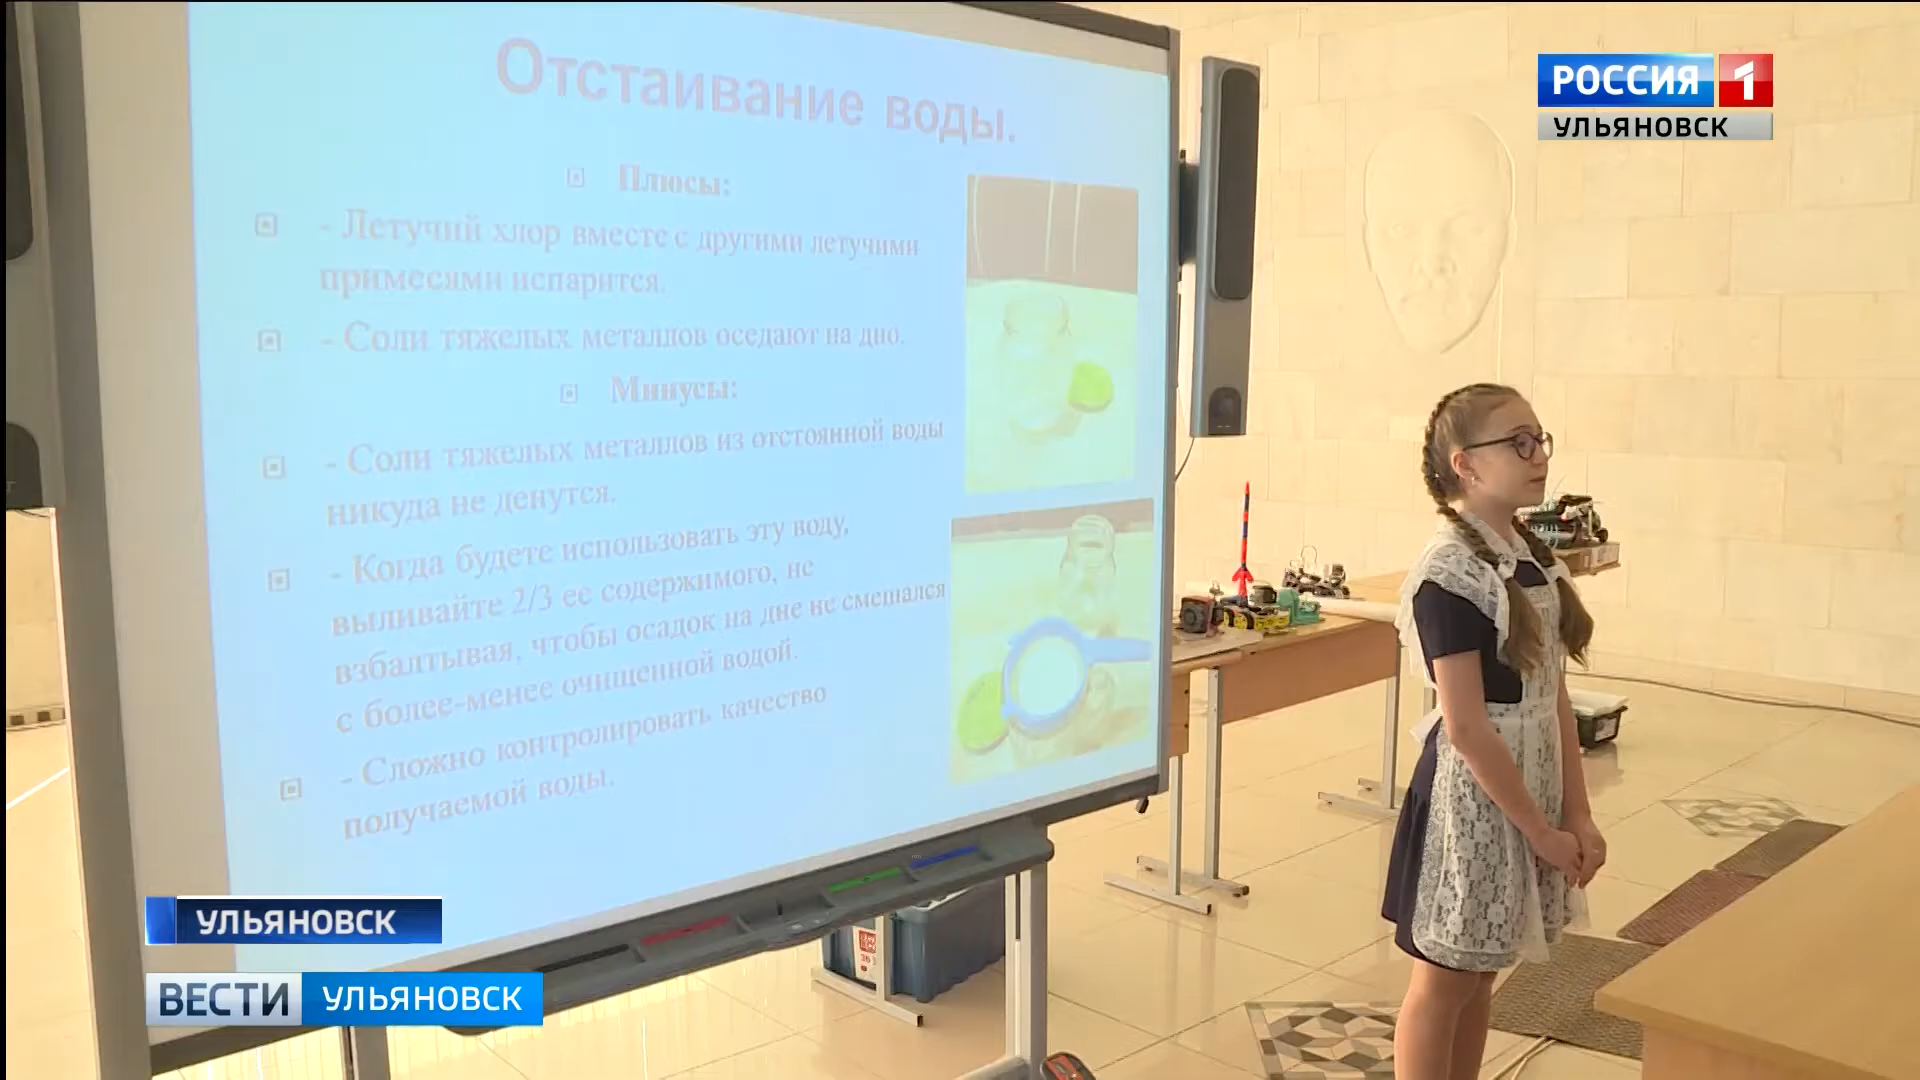 Отстаивание воды.
Плюсы:
- Летучий хлор вместе с другими летучими
примесями испарится.
- Соли тяжелых металлов оседают на дно.
Минусы:
- Соли тяжелых металлов из отстоянной воды
никуда не денутся.
- Когда будете использовать эту воду,
выливайте 2/3 ее содержимого, не
взбалтывая, чтобы осадок на дне не смешался
с более-менее очищенной водой.
- Сложно контролировать качество
получаемой воды.
РОССИЯ 1
УЛЬЯНОВСК
УЛЬЯНОВСК
ВЕСТИ УЛЬЯНОВСК